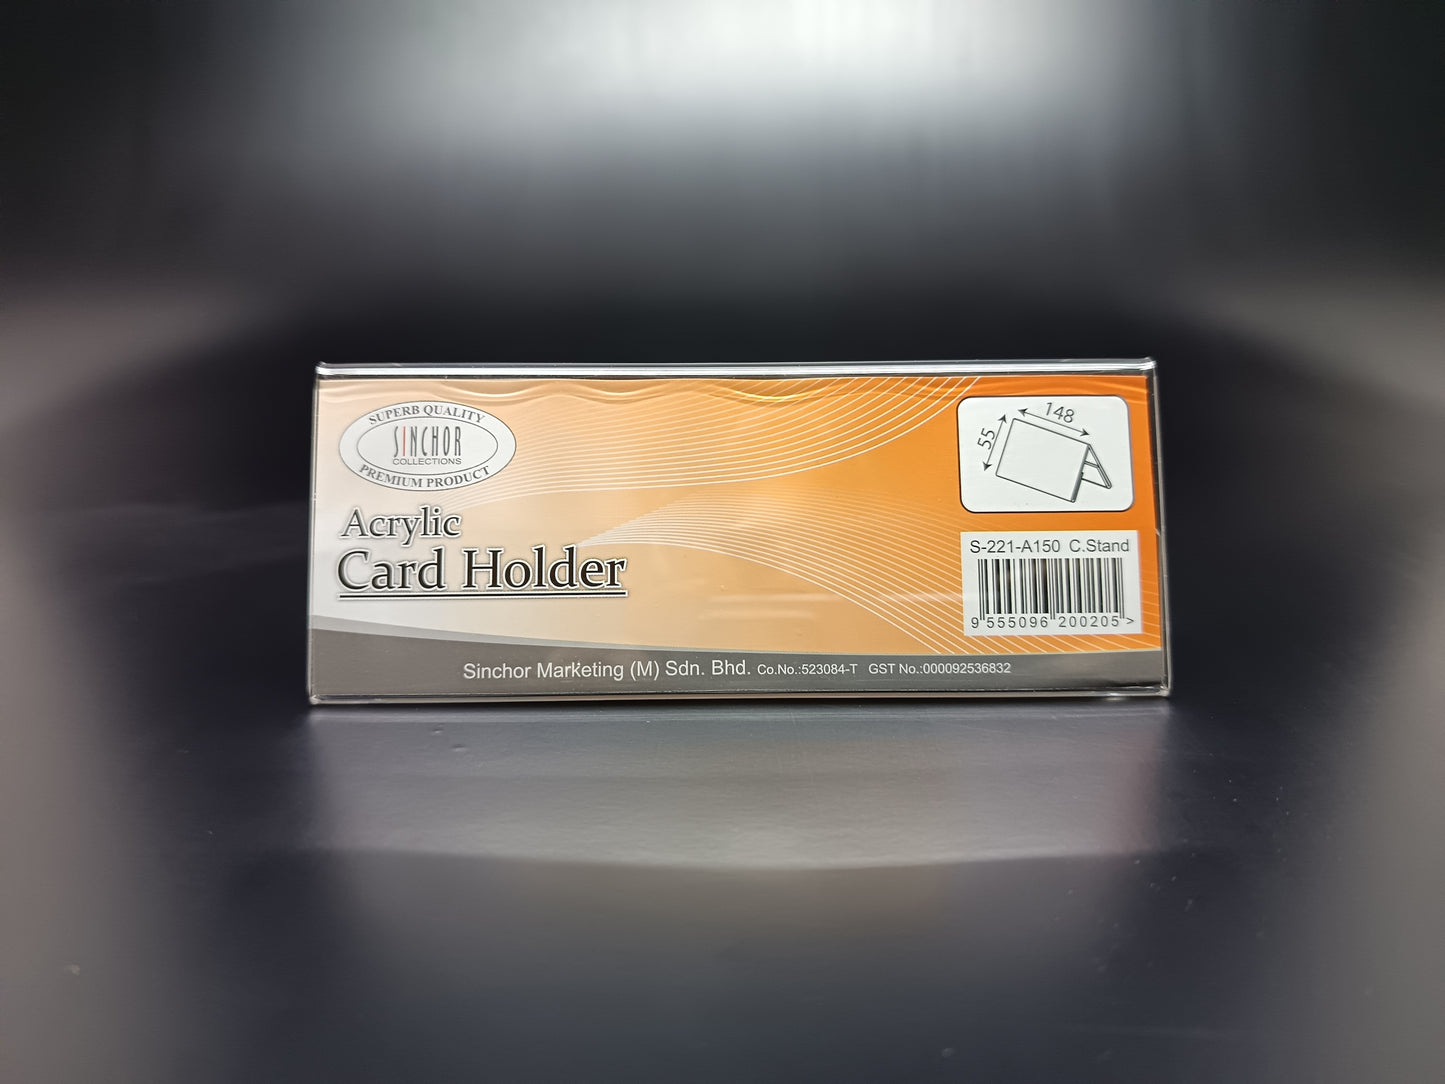 SUPERB QUALITY
SINCHOR
COLLECTIONS
PREMIUM PRODUCT
Acrylic
Card Holder
148
55
S-221-A150 C.Stand
9 555096 200205 >
Sinchor Marketing (M) Sdn. Bhd. Co.No.:523084-T GST No.:000092536832